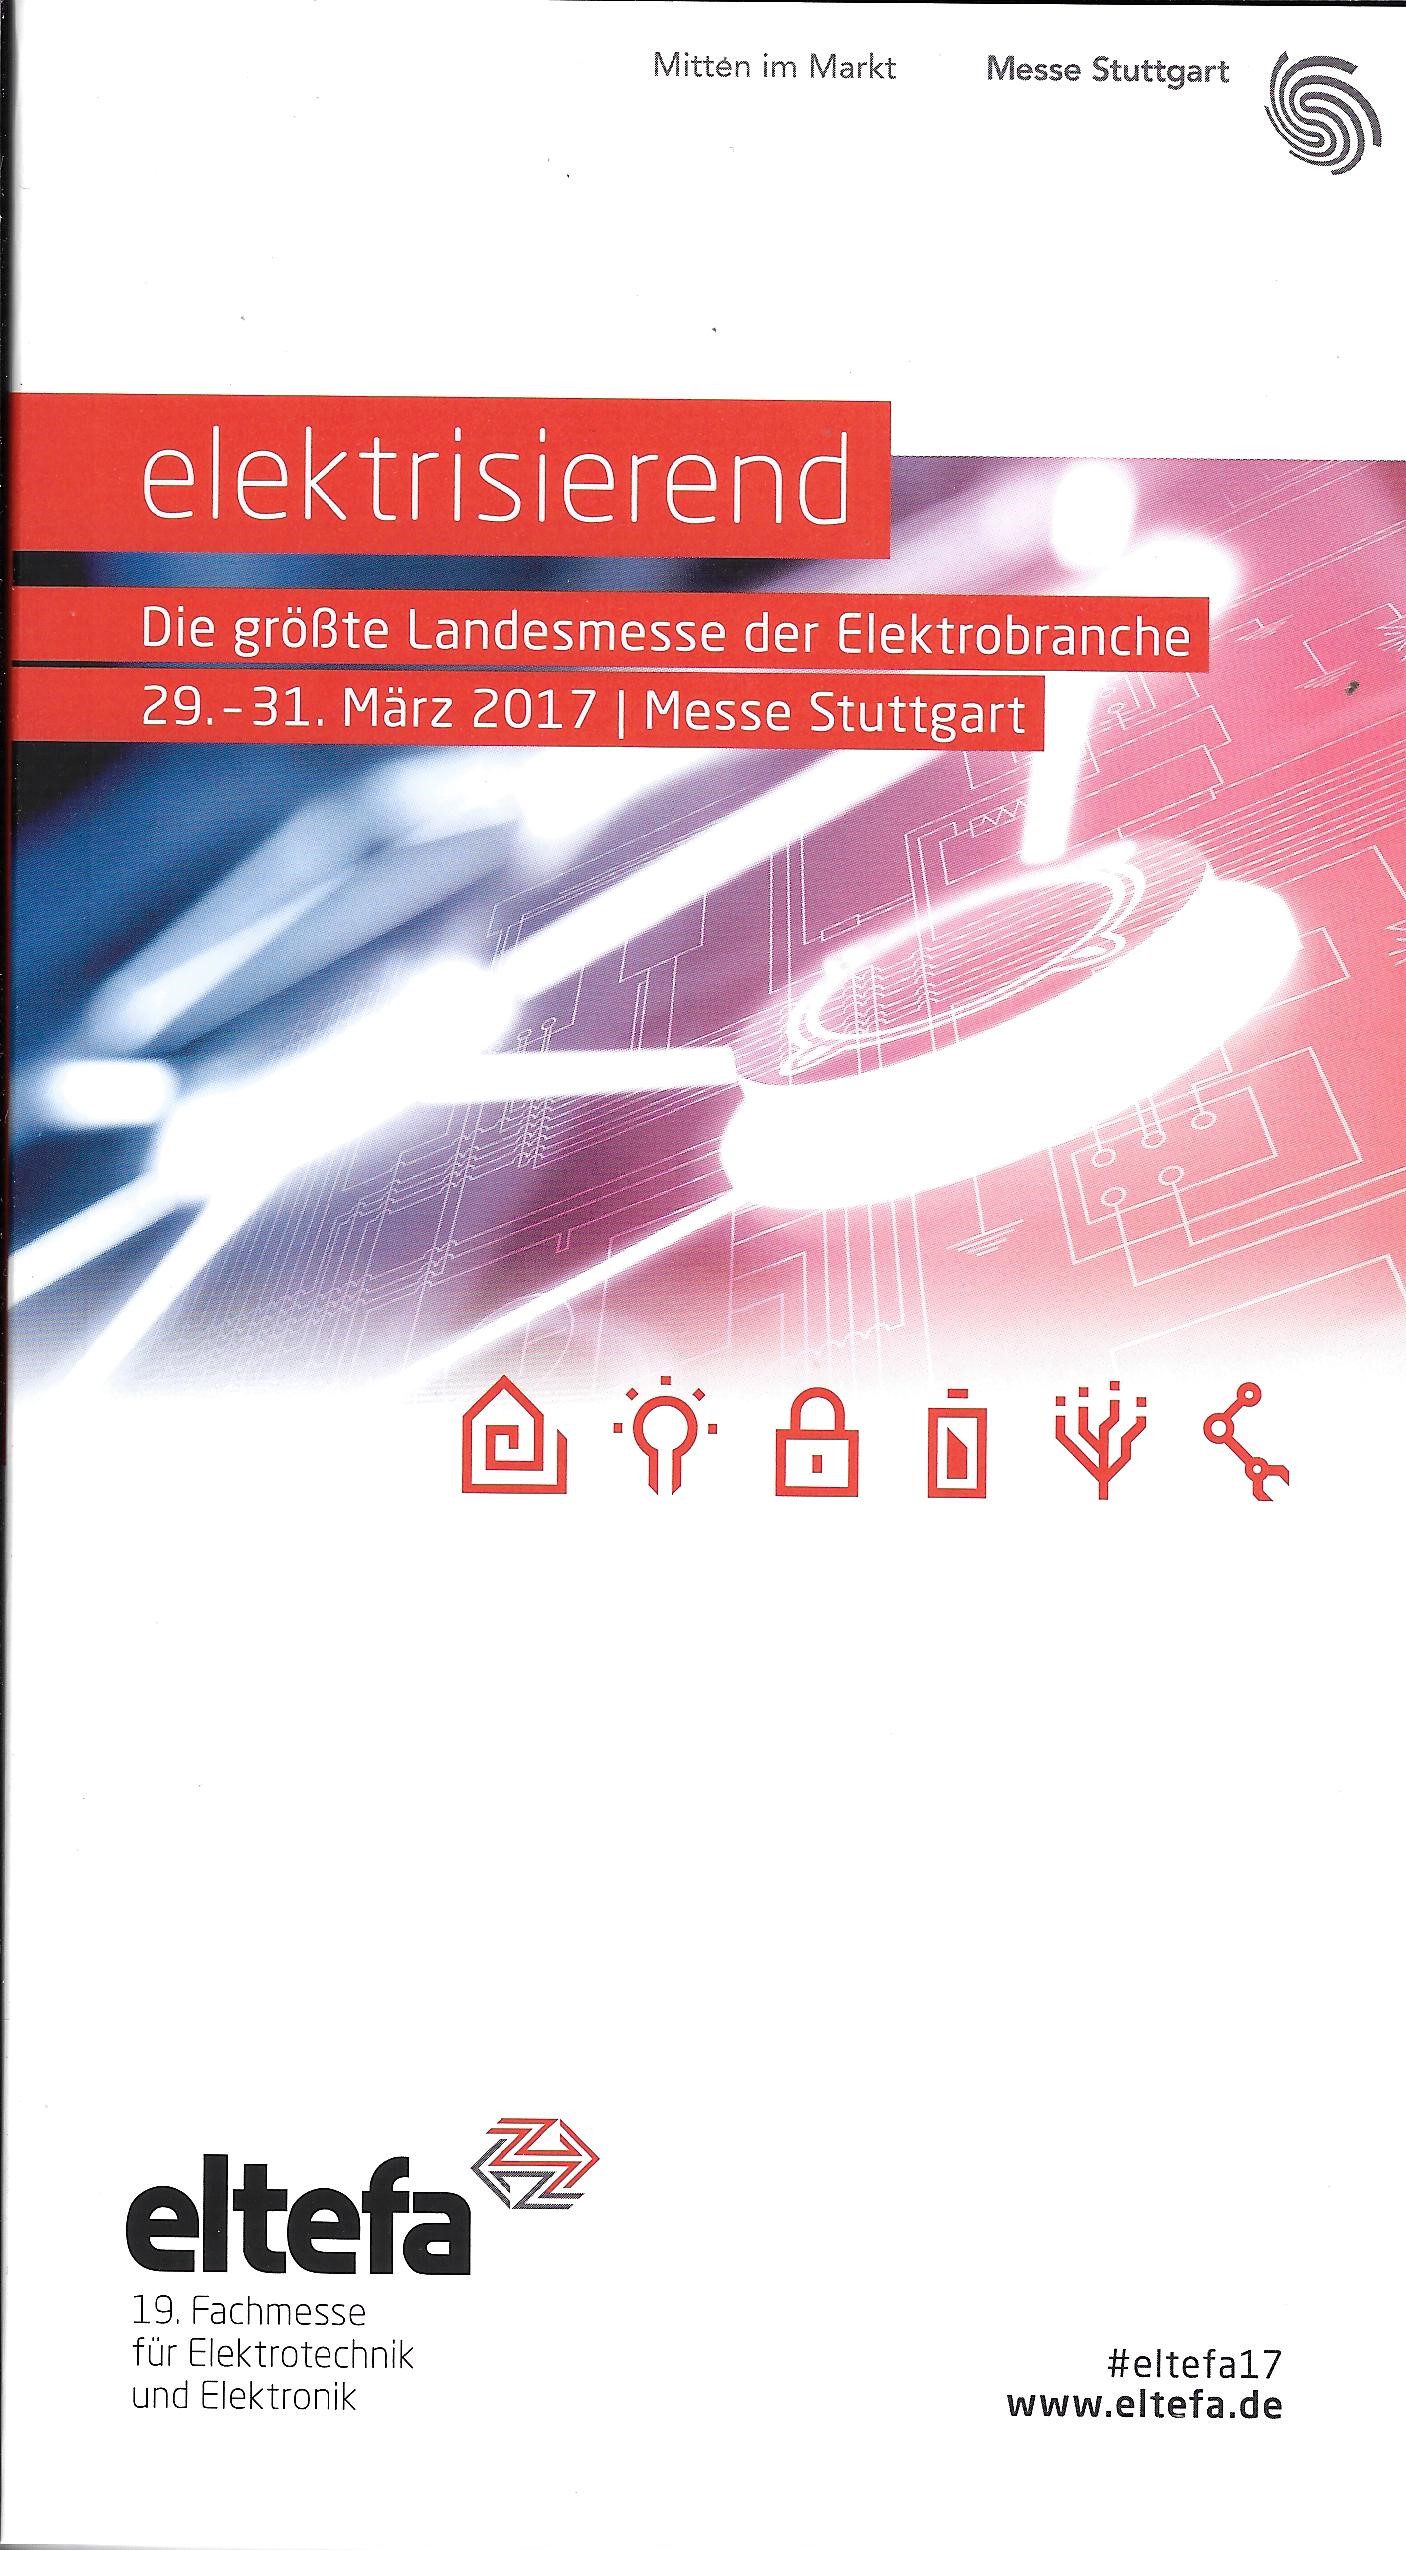 Mitten im Markt
Messe Stuttgart
elektrisierend
Die größte Landesmesse der Elektrobranche
29.–31. März 2017 | Messe Stuttgart
eltefa
19. Fachmesse
für Elektrotechnik
und Elektronik
#eltefa17
www.eltefa.de